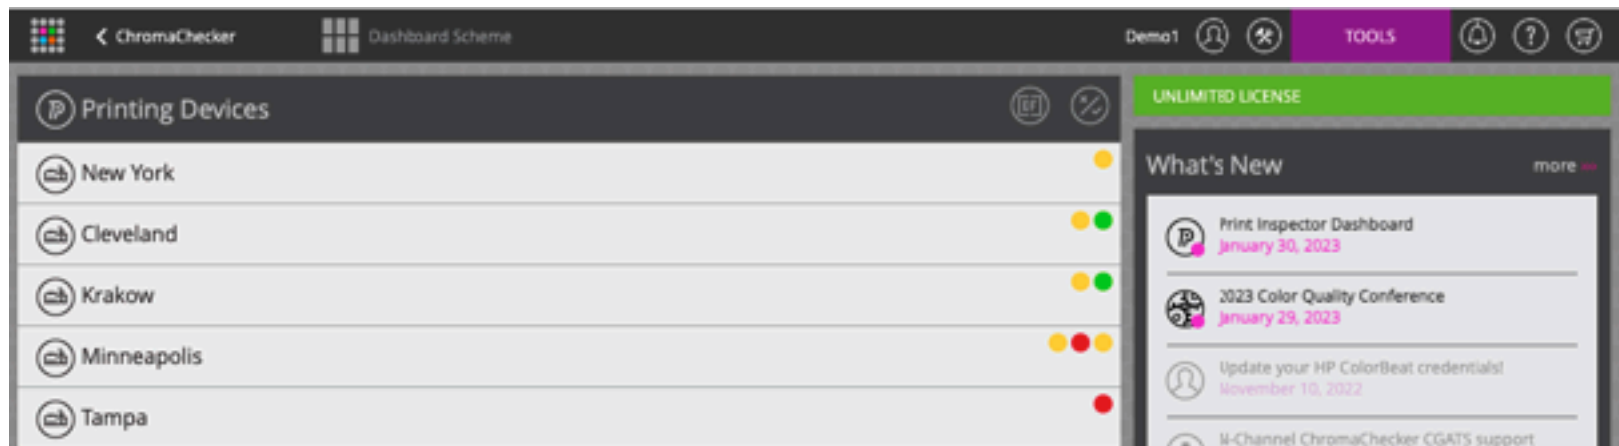 ChromaChecker
Dashboard Scheme
Demo1
TOOLS
Printing Devices
EF
New York
Cleveland
Krakow
Minneapolis
Tampa
UNLIMITED LICENSE
What's New
more
Print Inspector Dashboard
January 30, 2023
2023 Color Quality Conference
January 29, 2023
Update your HP ColorBeat credentials!
November 10, 2022
N-Channel ChromaChecker CGATS support